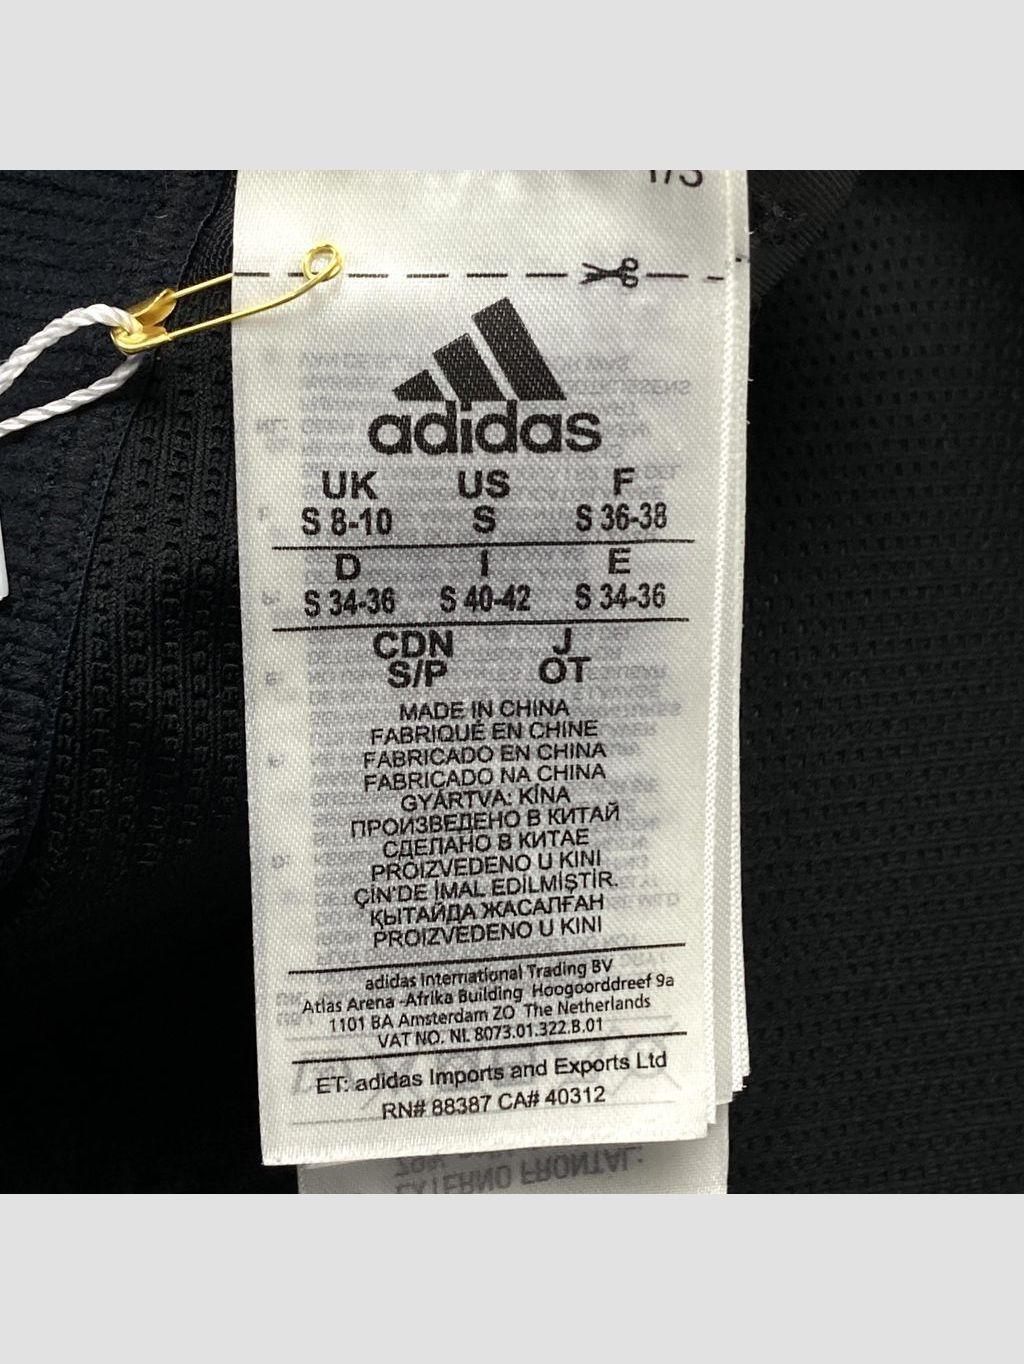 adidas
UK US F
S 8-10 S S 36-38
D I E
S 34-36 S 40-42 S 34-36
CDN J
S/P OT
MADE IN CHINA
FABRIQUÉ EN CHINE
FABRICADO EN CHINA
FABRICADO NA CHINA
GYÁRTVA: KÍNA
ПРОИЗВЕДЕНО В КИТАЙ
СДЕЛАНО В КИТАЕ
PROIZVEDENO U KINI
ÇİN'DE İMAL EDİLMİŞTİR.
ҚЫТАЙДА ЖАСАЛҒАН
PROIZVEDENO U KINI
adidas International Trading BV
Atlas Arena -Afrika Building Hoogoorddreef 9a
1101 BA Amsterdam ZO The Netherlands
VAT NO. NL 8073.01.322.B.01
ET: adidas Imports and Exports Ltd
RN# 88387 CA# 40312
EXTERNO FRONTAL: